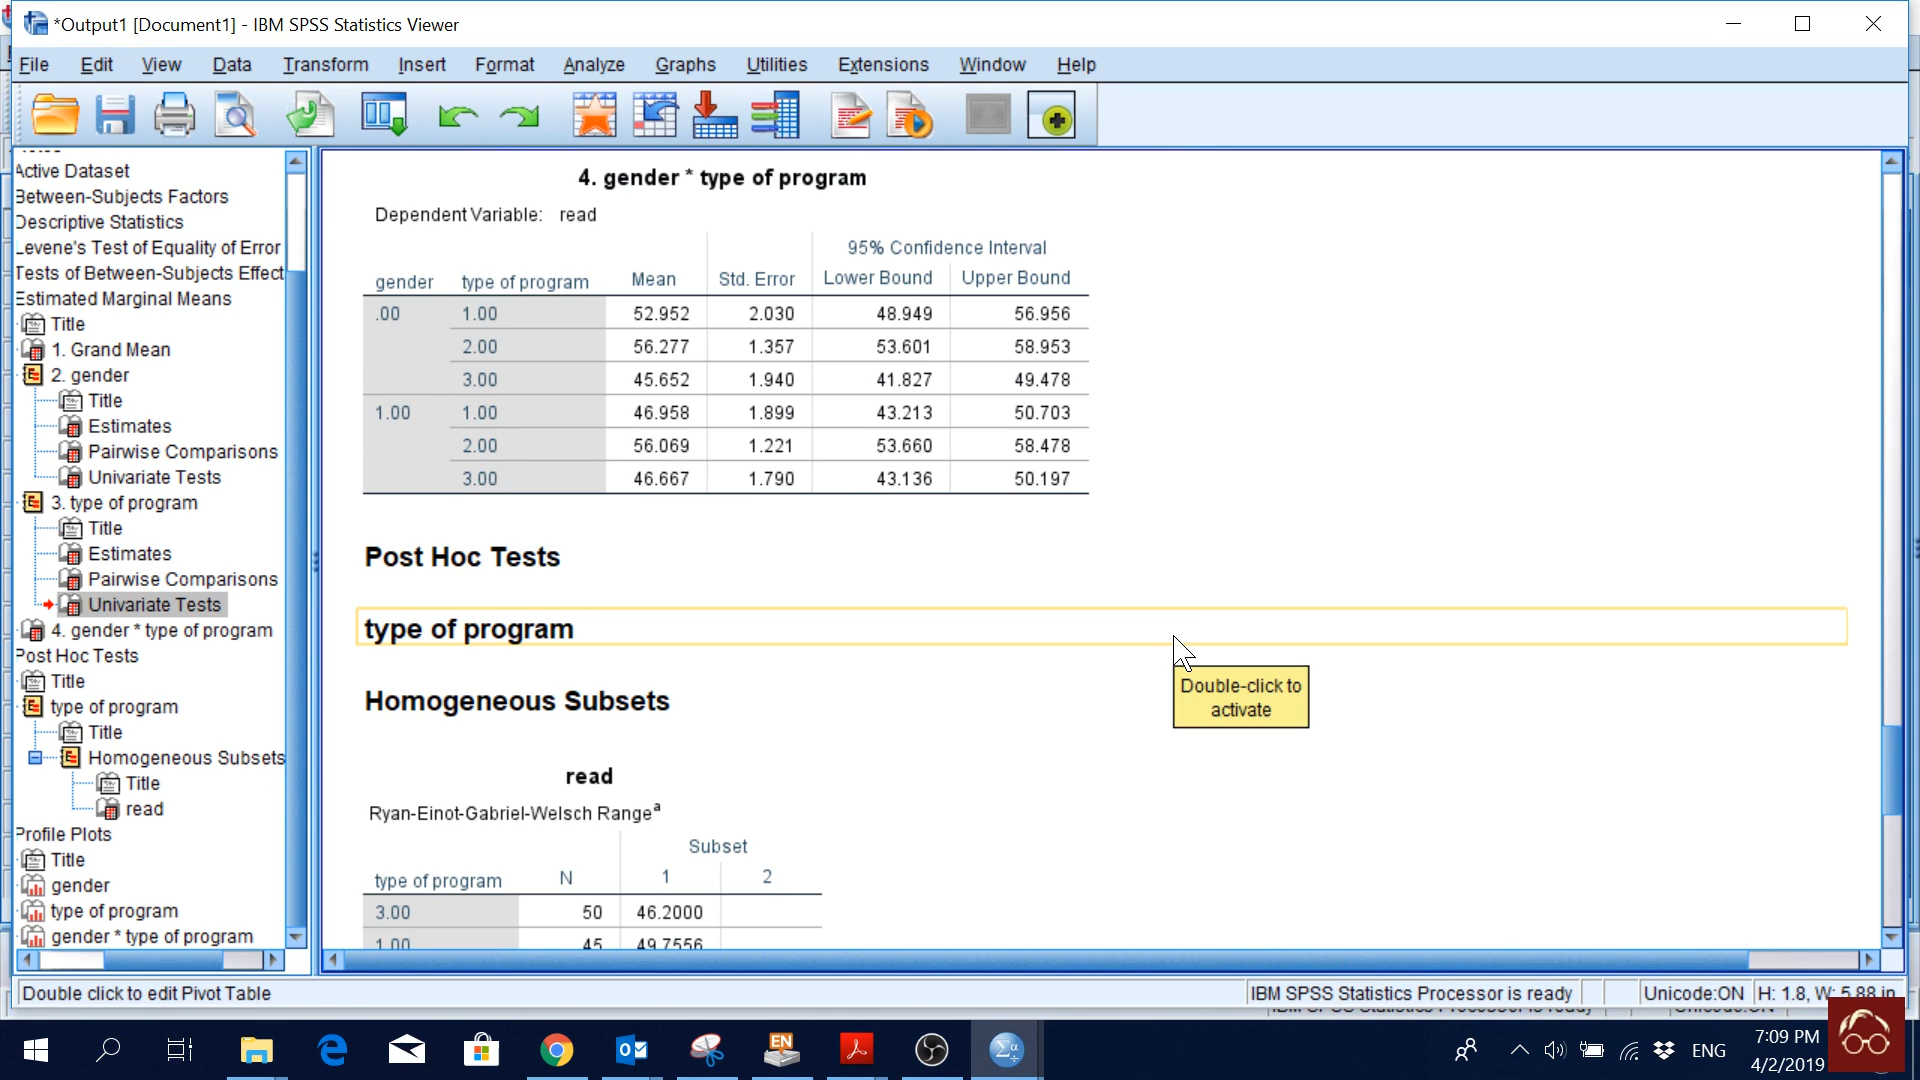 *Output1 [Document1] - IBM SPSS Statistics Viewer
File Edit View Data Transform Insert Format Analyze Graphs Utilities Extensions Window Help
Active Dataset
Between-Subjects Factors
Descriptive Statistics
Levene's Test of Equality of Error
Tests of Between-Subjects Effect
Estimated Marginal Means
Title
1. Grand Mean
2. gender
Title
Estimates
Pairwise Comparisons
Univariate Tests
3. type of program
Title
Estimates
Pairwise Comparisons
Univariate Tests
4. gender * type of program
Post Hoc Tests
Title
type of program
Title
Homogeneous Subsets
Title
read
Profile Plots
Title
gender
type of program
gender * type of program
4. gender * type of program
Dependent Variable: read
95% Confidence Interval
gender type of program Mean Std. Error Lower Bound Upper Bound
.00 1.00 52.952 2.030 48.949 56.956
2.00 56.277 1.357 53.601 58.953
3.00 45.652 1.940 41.827 49.478
1.00 1.00 46.958 1.899 43.213 50.703
2.00 56.069 1.221 53.660 58.478
3.00 46.667 1.790 43.136 50.197
Post Hoc Tests
type of program
Double-click to
activate
Homogeneous Subsets
read
Ryan-Einot-Gabriel-Welsch Range a
Subset
type of program N 1 2
3.00 50 46.2000
1.00 45 49.7556
Double click to edit Pivot Table
IBM SPSS Statistics Processor is ready Unicode:ON H: 1.8, W: 5.88 in
EN
ENG
7:09 PM
4/2/2019